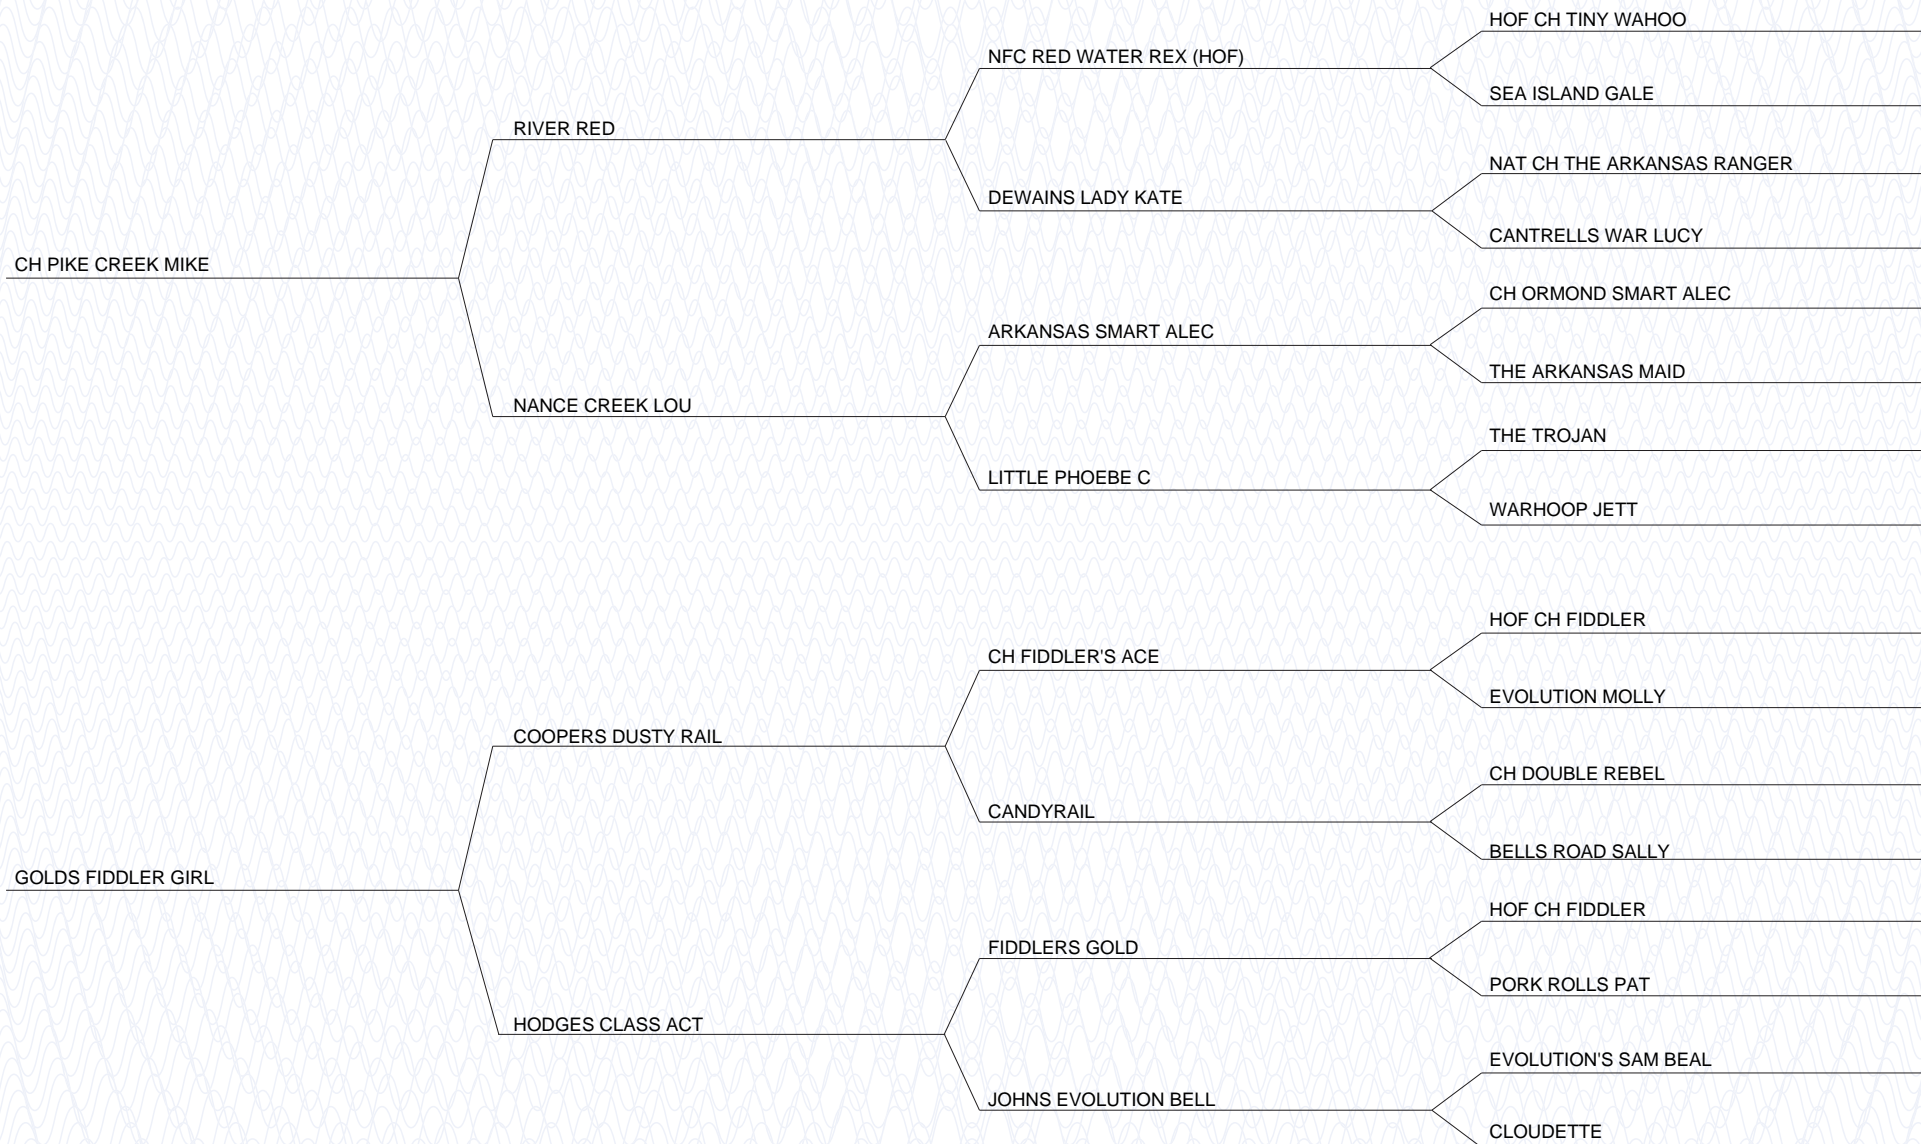 HOF CH TINY WAHOO
NFC RED WATER REX (HOF)
SEA ISLAND GALE
RIVER RED
NAT CH THE ARKANSAS RANGER
DEWAINS LADY KATE
CANTRELLS WAR LUCY
CH PIKE CREEK MIKE
CH ORMOND SMART ALEC
ARKANSAS SMART ALEC
THE ARKANSAS MAID
NANCE CREEK LOU
THE TROJAN
LITTLE PHOEBE C
WARHOOP JETT
HOF CH FIDDLER
CH FIDDLER'S ACE
EVOLUTION MOLLY
COOPERS DUSTY RAIL
CH DOUBLE REBEL
CANDYRAIL
BELLS ROAD SALLY
GOLDS FIDDLER GIRL
HOF CH FIDDLER
FIDDLERS GOLD
PORK ROLLS PAT
HODGES CLASS ACT
EVOLUTION'S SAM BEAL
JOHNS EVOLUTION BELL
CLOUDETTE